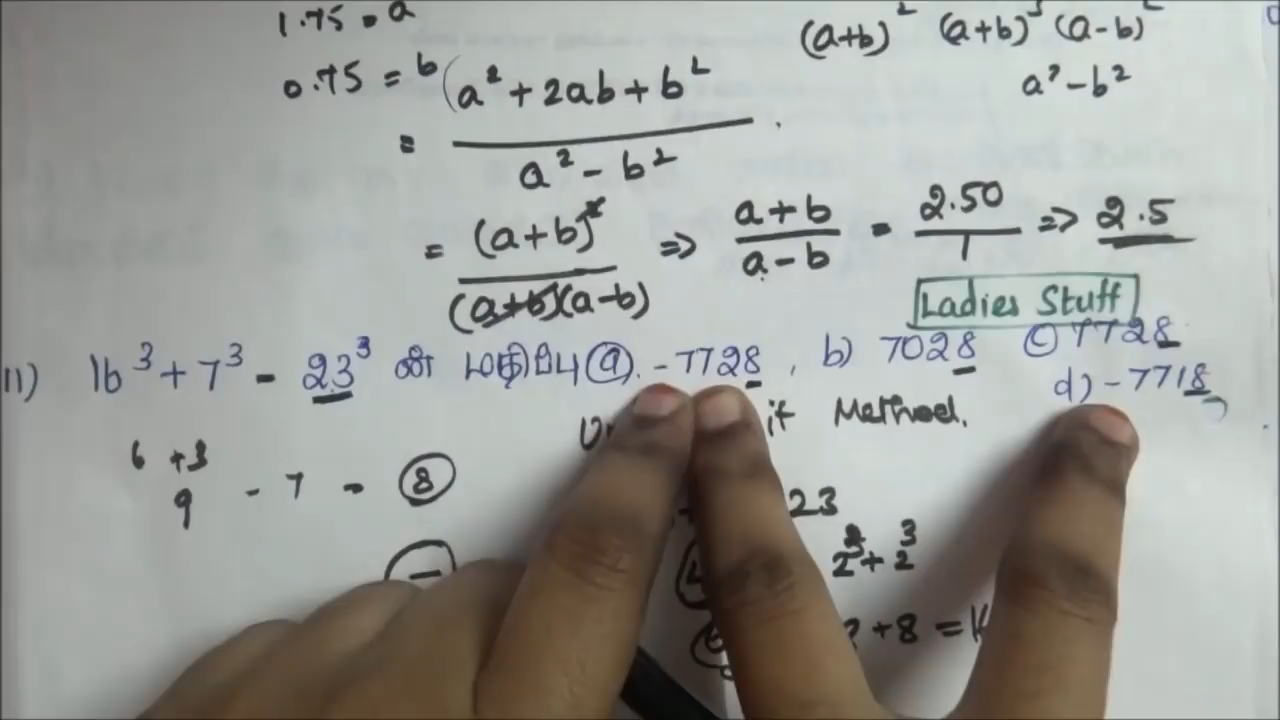 1.75 = a
(a+b)² (a+b)³ (a-b)²
0.75 = b
a² - b²
= (a² + 2ab + b²
a² - b²
= (a+b)² / (a+b)(a-b) => a+b / a-b = 2.50 / 1 => 2.5
Ladies Stuff
11) 16³ + 7³ - 23³ ன் மதிப்பு a) -7728, b) 7028 c) 7728
d) -7718
Method.
6 + 3
9 - 7 = 8
23
2³ + 2³
+ 8 =